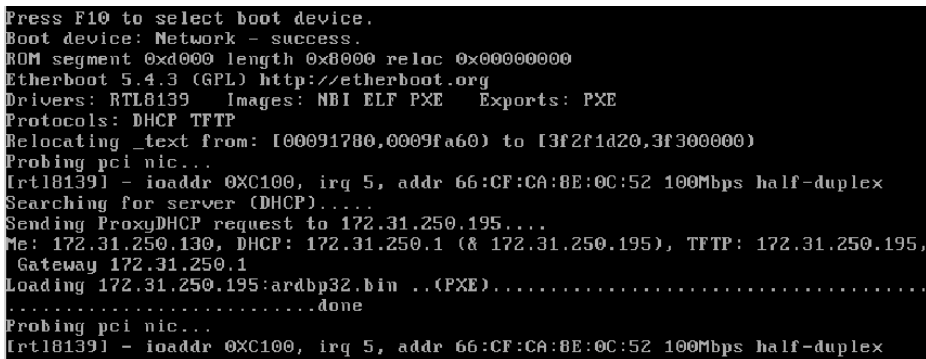 Press F10 to select boot device.
Boot device: Network - success.
ROM segment 0xd000 length 0x8000 reloc 0x00000000
Etherboot 5.4.3 (GPL) http://etherboot.org
Drivers: RTL8139   Images: NBI ELF PXE   Exports: PXE
Protocols: DHCP TFTP
Relocating _text from: [00091780,0009fa60) to [3f2f1d20,3f300000)
Probing pci nic...
[rtl8139] - ioaddr 0XC100, irq 5, addr 66:CF:CA:8E:0C:52 100Mbps half-duplex
Searching for server (DHCP).....
Sending ProxyDHCP request to 172.31.250.195....
Me: 172.31.250.130, DHCP: 172.31.250.1 (& 172.31.250.195), TFTP: 172.31.250.195,
 Gateway 172.31.250.1
Loading 172.31.250.195:ardbp32.bin ..(PXE).....................................
...........................done
Probing pci nic...
[rtl8139] - ioaddr 0XC100, irq 5, addr 66:CF:CA:8E:0C:52 100Mbps half-duplex